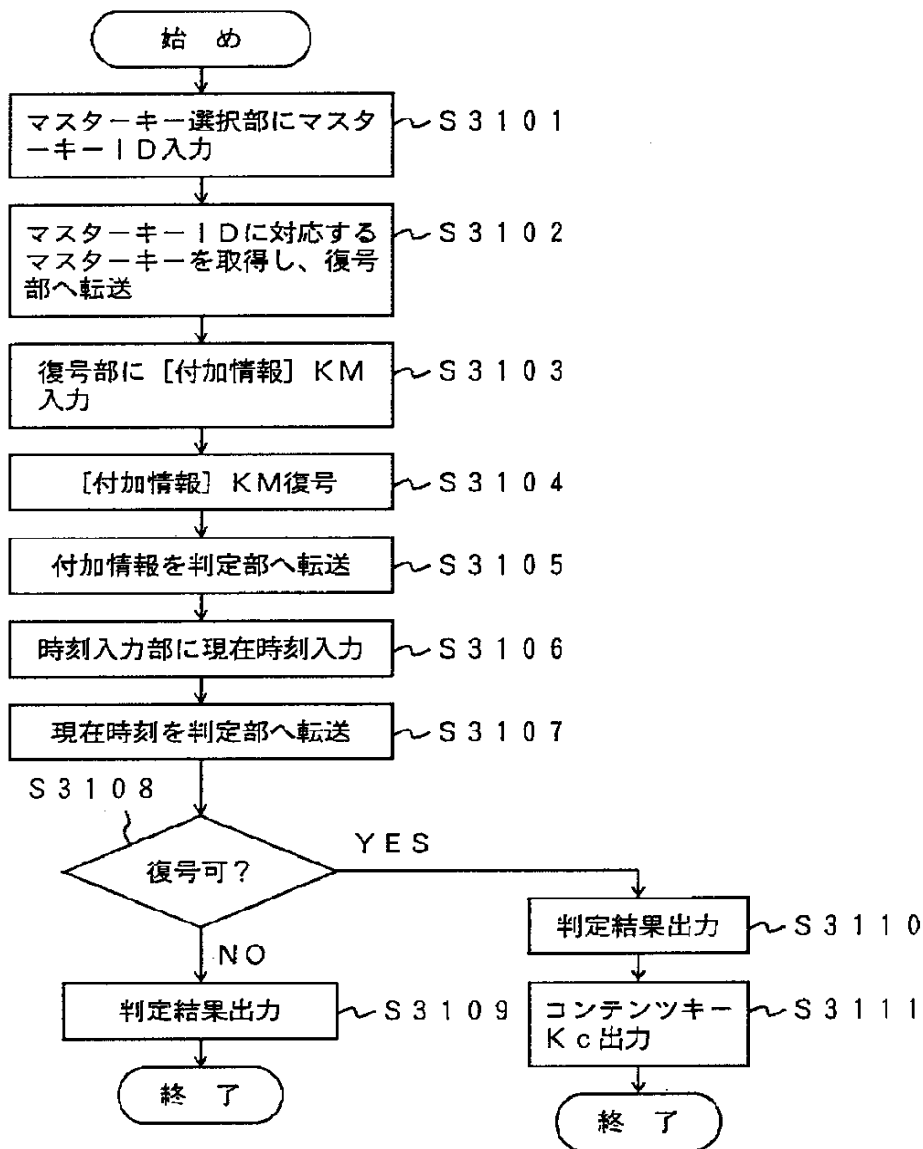 始 め
マスターキー選択部にマスタ
ーキーＩＤ入力
Ｓ３１０１
マスターキーＩＤに対応する
マスターキーを取得し、復号
部へ転送
Ｓ３１０２
復号部に［付加情報］ＫＭ
入力
Ｓ３１０３
［付加情報］ＫＭ復号
Ｓ３１０４
付加情報を判定部へ転送
Ｓ３１０５
時刻入力部に現在時刻入力
Ｓ３１０６
現在時刻を判定部へ転送
Ｓ３１０７
Ｓ３１０８
復号可？
ＹＥＳ
ＮＯ
判定結果出力
Ｓ３１０９
終 了
判定結果出力
Ｓ３１１０
コンテンツキー
Ｋｃ出力
Ｓ３１１１
終 了